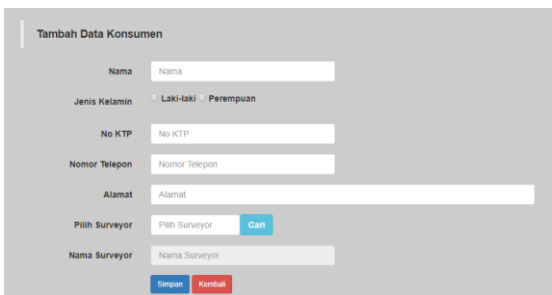 Tambah Data Konsumen
Nama Nama
Jenis Kelamin Laki-laki Perempuan
No KTP No KTP
Nomor Telepon Nomor Telepon
Alamat Alamat
Pilih Surveyor Pilih Surveyor Cari
Nama Surveyor Nama Surveyor
Simpan Kembali